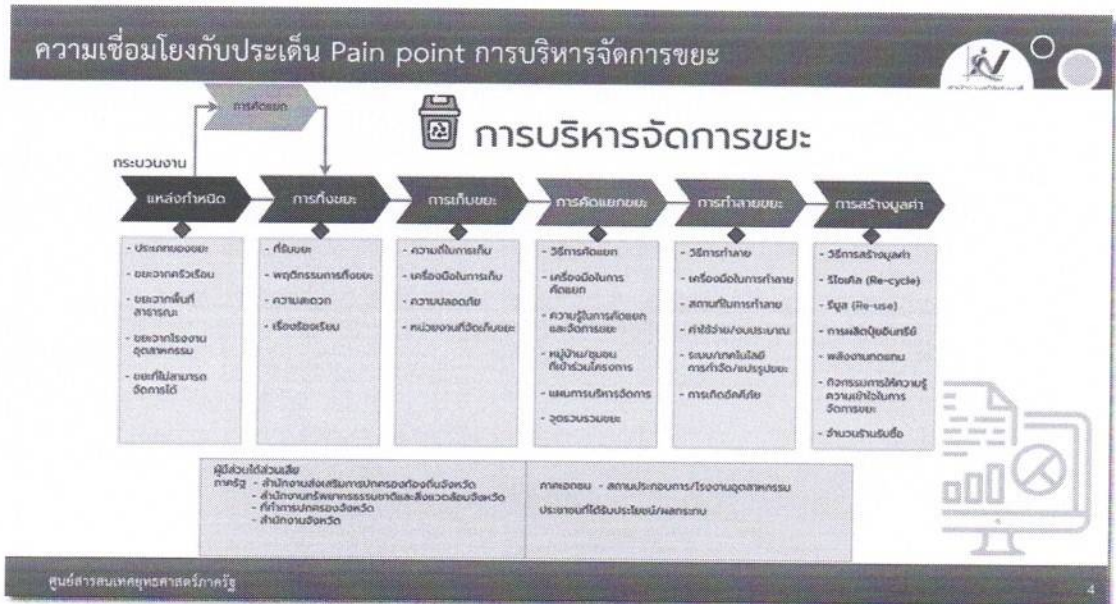 ความเชื่อมโยงกับประเด็น Pain point การบริหารจัดการขยะ
การคัดแยก
การบริหารจัดการขยะ
กระบวนงาน
แหล่งกำหนิด
การทิ้งขยะ
การเก็บขยะ
การคัดแยกขยะ
การทำลายขยะ
การสร้างมูลค่า
- ประเภทของขยะ
- ขยะจากครัวเรือน
- ขยะจากพื้นที่
สาธารณะ
- ขยะจากโรงงาน
อุตสาหกรรม
- ขยะที่ไม่สามารถ
จัดการได้
- ที่รับขยะ
- พฤติกรรมการทิ้งขยะ
- ความสะดวก
- เรื่องร้องเรียน
- ความถี่ในการเก็บ
- เครื่องมือในการเก็บ
- ความปลอดภัย
- หน่วยงานที่จัดเก็บขยะ
- วิธีการคัดแยก
- เครื่องมือในการ
คัดแยก
- ความรู้ในการคัดแยก
และจัดการขยะ
- หมู่บ้าน/ชุมชน
ที่เข้าร่วมโครงการ
- แผนการบริหารจัดการ
- จุดรวบรวมขยะ
- วิธีการทำลาย
- เครื่องมือในการทำลาย
- สถานที่ในการทำลาย
- ค่าใช้จ่าย/งบประมาณ
- ระบบ/เทคโนโลยี
การกำจัด/แปรรูปขยะ
- การเกิดอัคคีภัย
- วิธีการสร้างมูลค่า
- รีไซเคิล (Re-cycle)
- รียูส (Re-use)
- การผลิตปุ๋ยอินทรีย์
- พลังงานทดแทน
- กิจกรรมการให้ความรู้
ความเข้าใจในการ
จัดการขยะ
- จำนวนร้านรับซื้อ
ผู้มีส่วนได้ส่วนเสีย
ภาครัฐ - สำนักงานส่งเสริมการปกครองท้องถิ่นจังหวัด
- สำนักงานทรัพยากรธรรมชาติและสิ่งแวดล้อมจังหวัด
- ที่ทำการปกครองจังหวัด
- สำนักงานจังหวัด
ภาคเอกชน - สถานประกอบการ/โรงงานอุตสาหกรรม
ประชาชนที่ได้รับประโยชน์/ผลกระทบ
ศูนย์สารสนเทศยุทธศาสตร์ภาครัฐ
4